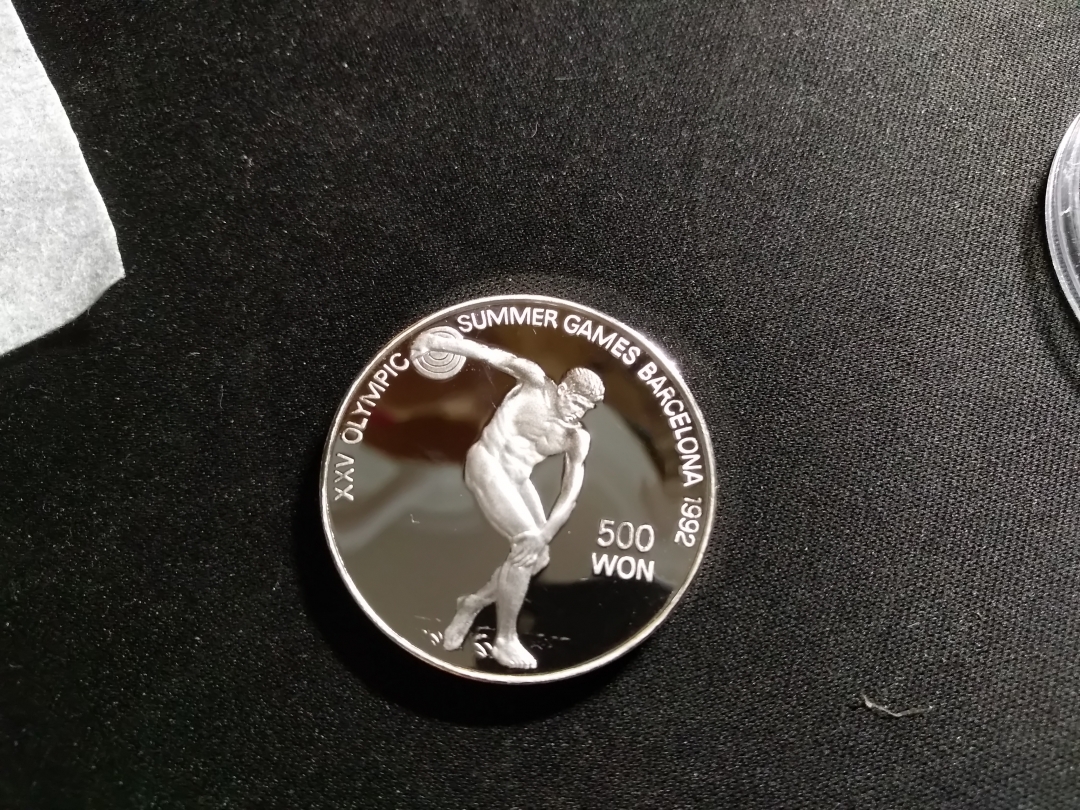 XXV OLYMPIC SUMMER GAMES BARCELONA 1992
500
WON